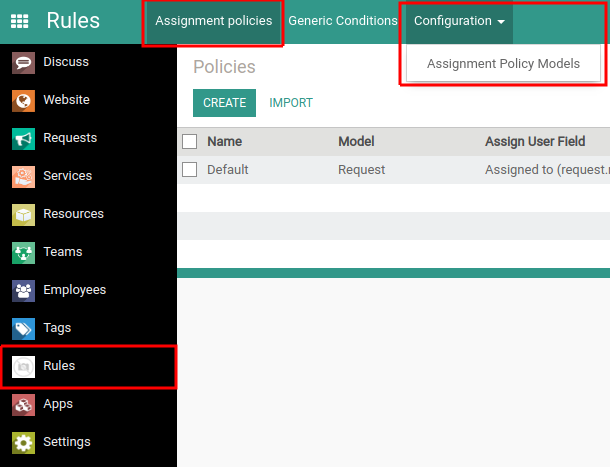 Rules
Assignment policies
Generic Conditions
Configuration
Assignment Policy Models
Discuss
Website
Requests
Services
Resources
Teams
Employees
Tags
Rules
Apps
Settings
Policies
CREATE IMPORT
Name Model Assign User Field
Default Request Assigned to (request.r